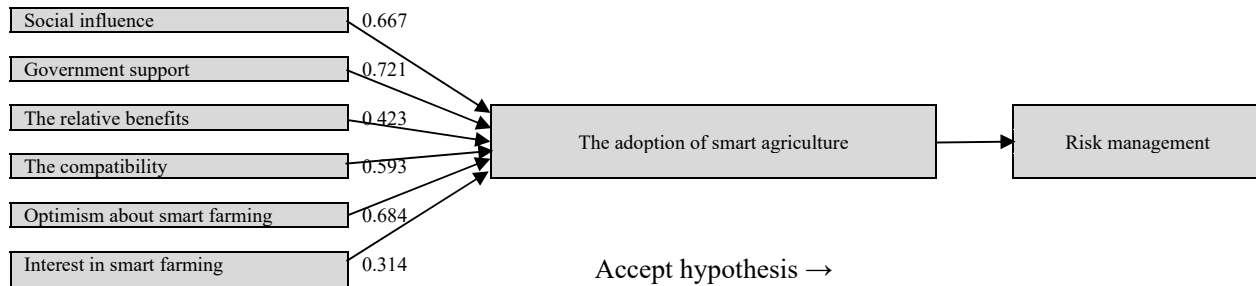 Social influence 0.667
Government support 0.721
The relative benefits 0.423
The compatibility 0.593
Optimism about smart farming 0.684
Interest in smart farming 0.314
The adoption of smart agriculture
Risk management
Accept hypothesis →